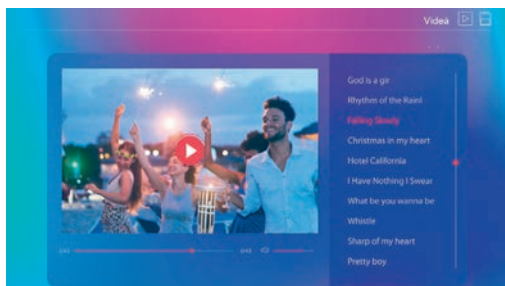 Videa
God is a gir
Rhythm of the Rainl
Falling Slowly
Christmas in my heart
Hotel California
I Have Nothing I Swear
What be you wanna be
Whistle
Sharp of my heart
Pretty boy